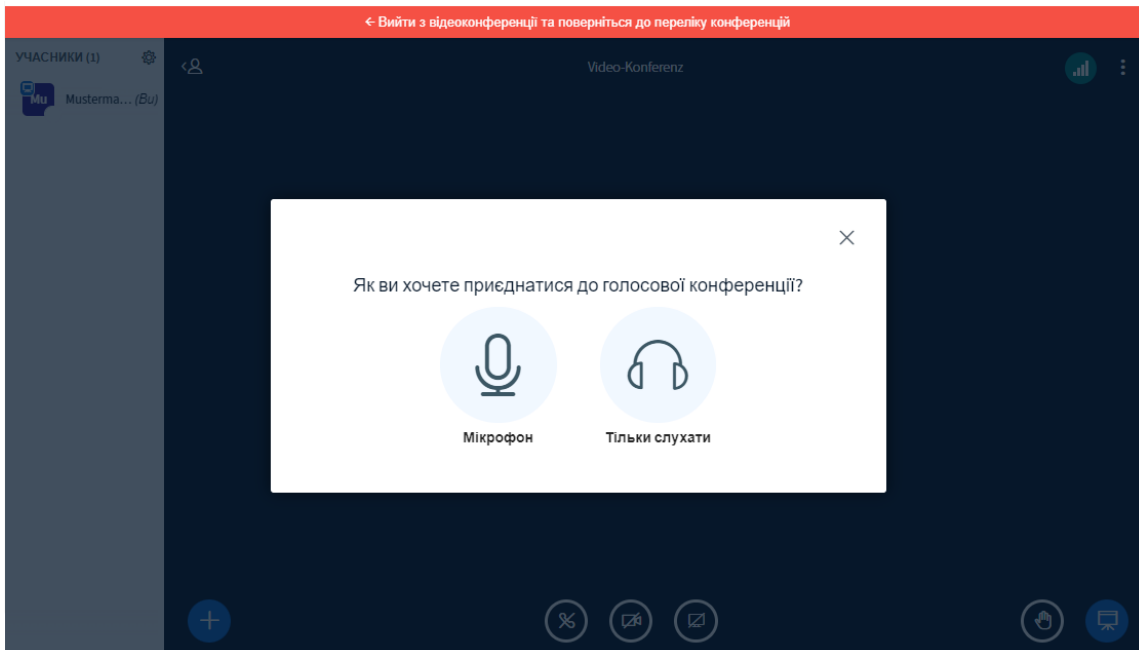 ← Вийти з відеоконференції та поверніться до переліку конференцій
УЧАСНИКИ (1)
Video-Konferenz
Mu
Musterma... (Ви)
Як ви хочете приєднатися до голосової конференції?
Мікрофон
Тільки слухати